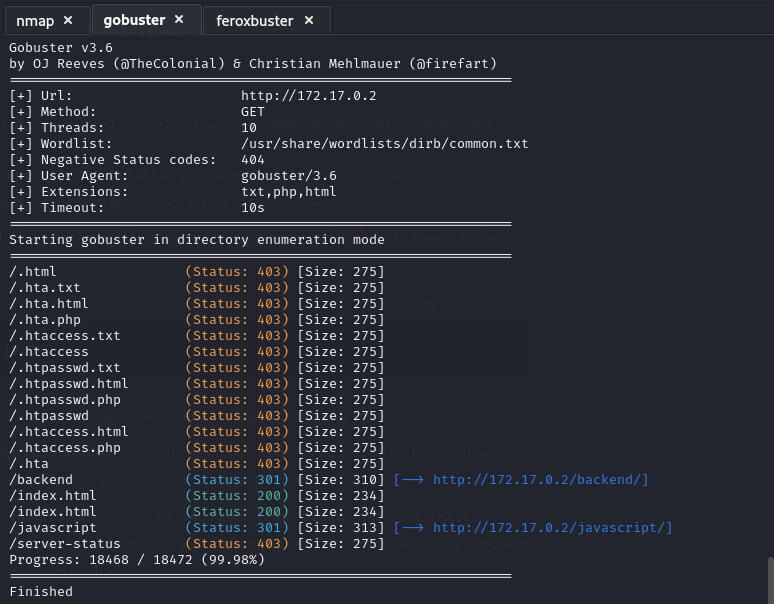 nmap × gobuster × feroxbuster ×
Gobuster v3.6
by OJ Reeves (@TheColonial) & Christian Mehlmauer (@firefart)
===============================================================
[+] Url:                     http://172.17.0.2
[+] Method:                  GET
[+] Threads:                 10
[+] Wordlist:                /usr/share/wordlists/dirb/common.txt
[+] Negative Status codes:   404
[+] User Agent:              gobuster/3.6
[+] Extensions:              txt,php,html
[+] Timeout:                 10s
===============================================================
Starting gobuster in directory enumeration mode
===============================================================
/.html                (Status: 403) [Size: 275]
/.hta.txt             (Status: 403) [Size: 275]
/.hta.html            (Status: 403) [Size: 275]
/.hta.php             (Status: 403) [Size: 275]
/.htaccess.txt        (Status: 403) [Size: 275]
/.htaccess            (Status: 403) [Size: 275]
/.htpasswd.txt        (Status: 403) [Size: 275]
/.htpasswd.html       (Status: 403) [Size: 275]
/.htpasswd.php        (Status: 403) [Size: 275]
/.htpasswd            (Status: 403) [Size: 275]
/.htaccess.html       (Status: 403) [Size: 275]
/.htaccess.php        (Status: 403) [Size: 275]
/.hta                 (Status: 403) [Size: 275]
/backend              (Status: 301) [Size: 310] [--> http://172.17.0.2/backend/]
/index.html           (Status: 200) [Size: 234]
/index.html           (Status: 200) [Size: 234]
/javascript           (Status: 301) [Size: 313] [--> http://172.17.0.2/javascript/]
/server-status        (Status: 403) [Size: 275]
Progress: 18468 / 18472 (99.98%)
===============================================================
Finished